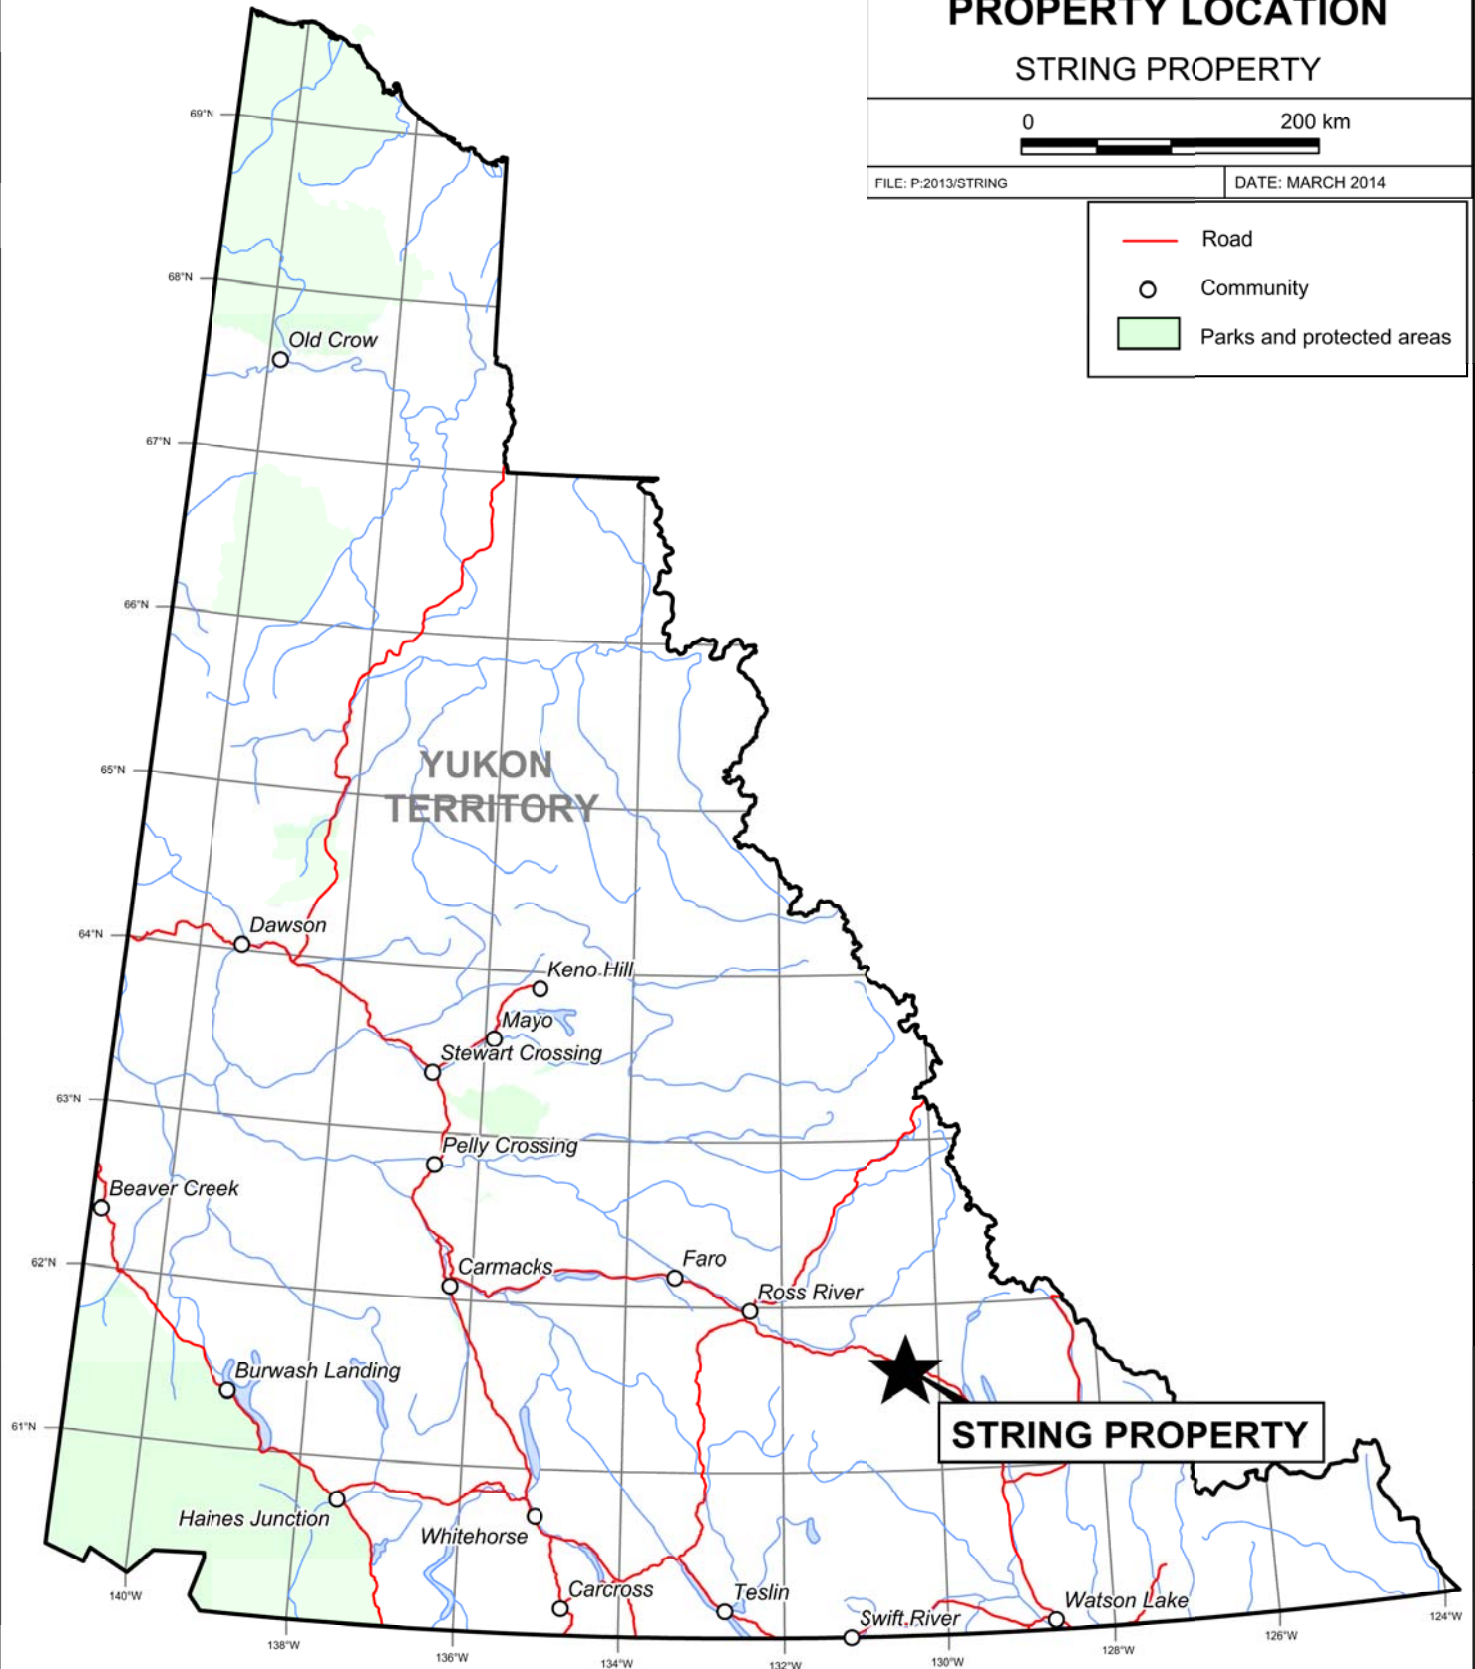 PROPERTY LOCATION
STRING PROPERTY
0 200 km
FILE: P:2013/STRING DATE: MARCH 2014
Road
Community
Parks and protected areas
69°N
68°N
Old Crow
67°N
66°N
65°N
YUKON
TERRITORY
64°N
Dawson
Keno Hill
Mayo
Stewart Crossing
63°N
Pelly Crossing
Beaver Creek
62°N
Carmacks
Faro
Ross River
Burwash Landing
61°N
STRING PROPERTY
Haines Junction
Whitehorse
Carcross
Teslin
Swift River
Watson Lake
140°W
138°W
136°W
134°W
132°W
130°W
128°W
126°W
124°W